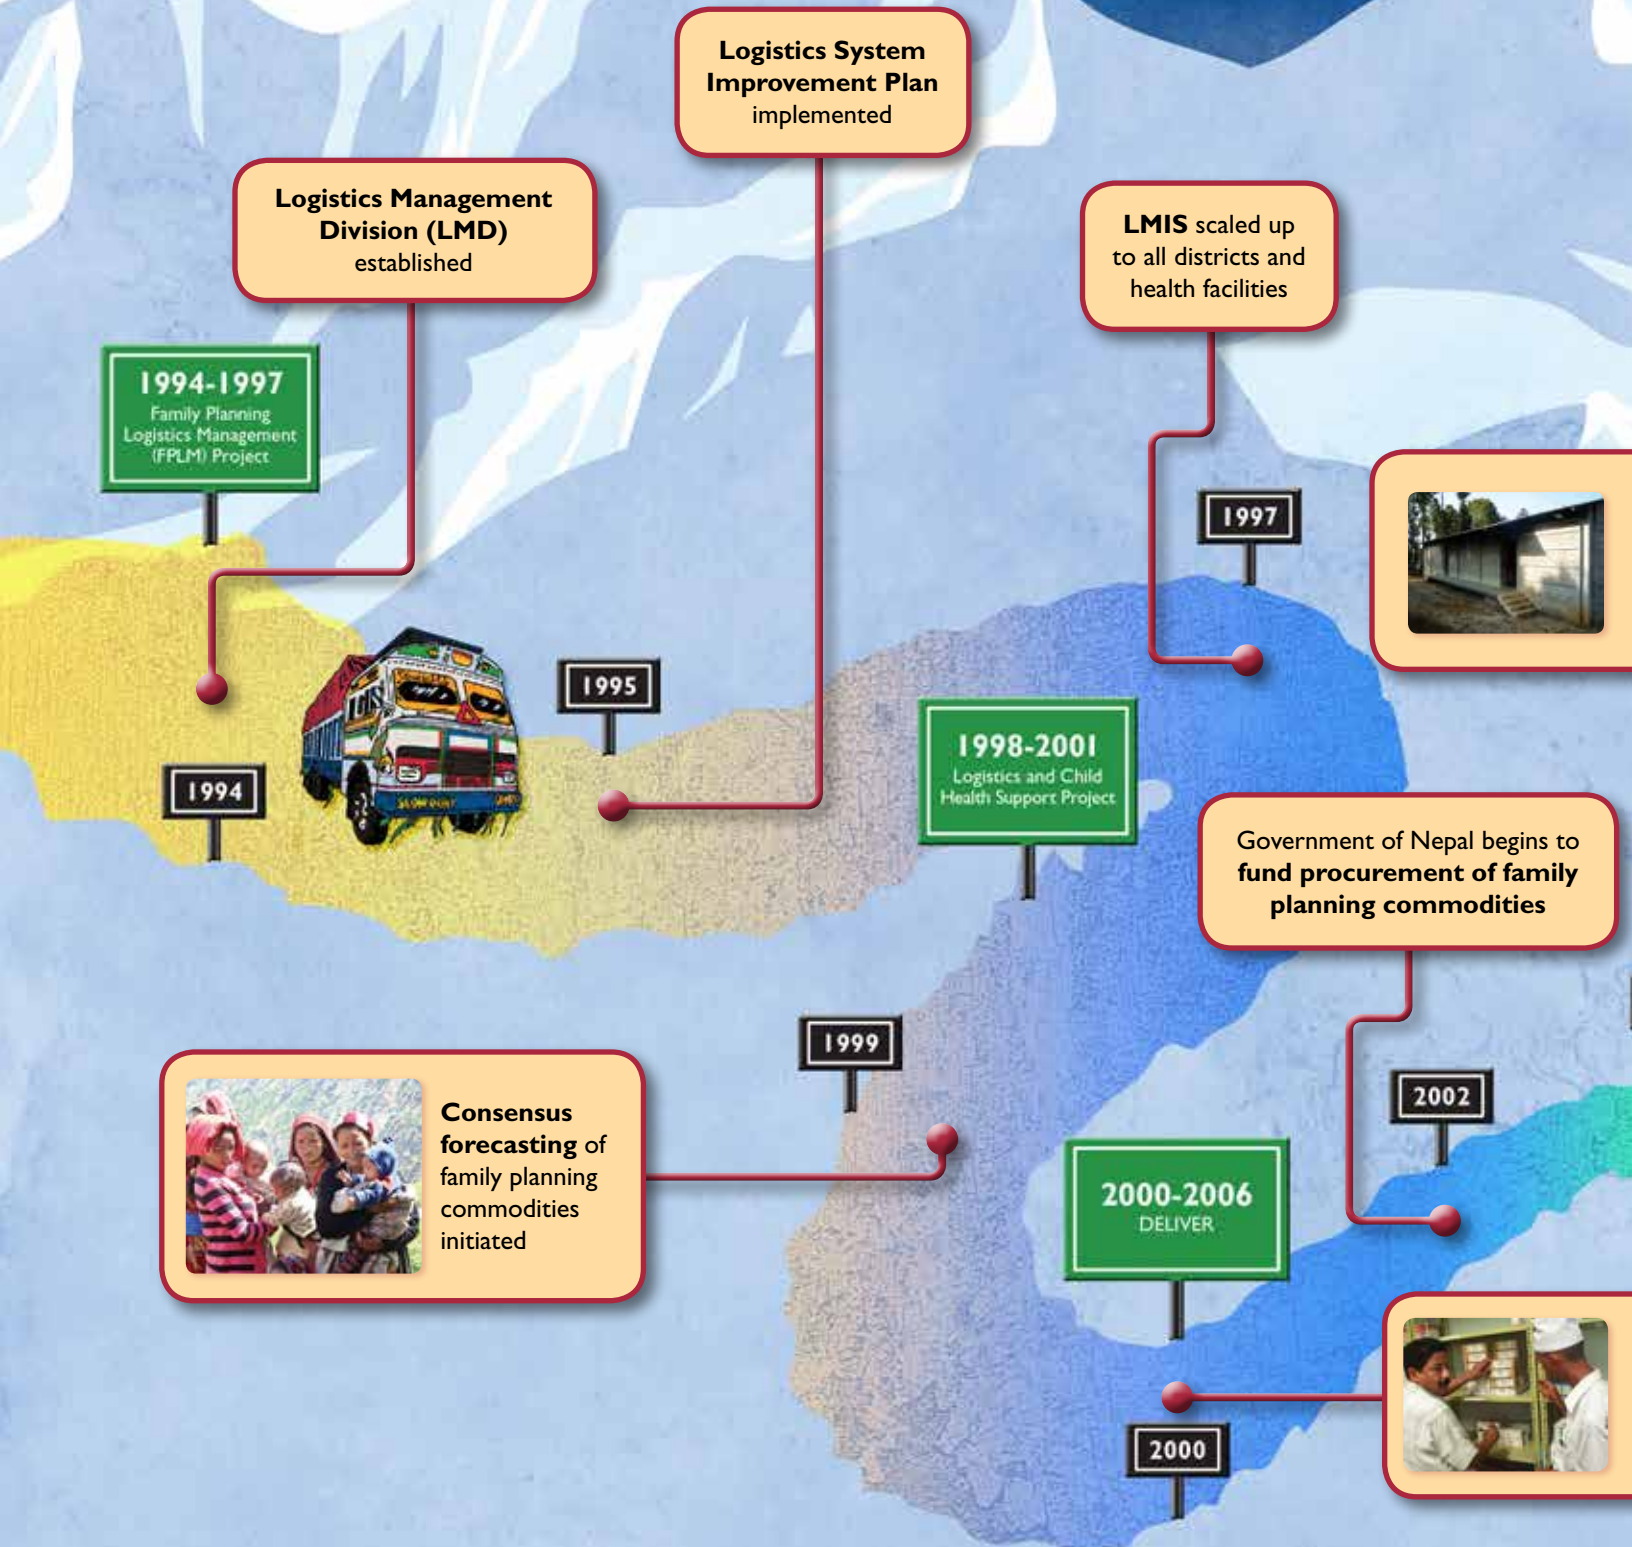 Logistics System
Improvement Plan
implemented
Logistics Management
Division (LMD)
established
LMIS scaled up
to all districts and
health facilities
1994-1997
Family Planning
Logistics Management
(FPLM) Project
1997
1995
1994
1998-2001
Logistics and Child
Health Support Project
Government of Nepal begins to
fund procurement of family
planning commodities
1999
2002
Consensus
forecasting of
family planning
commodities
initiated
2000-2006
DELIVER
2000